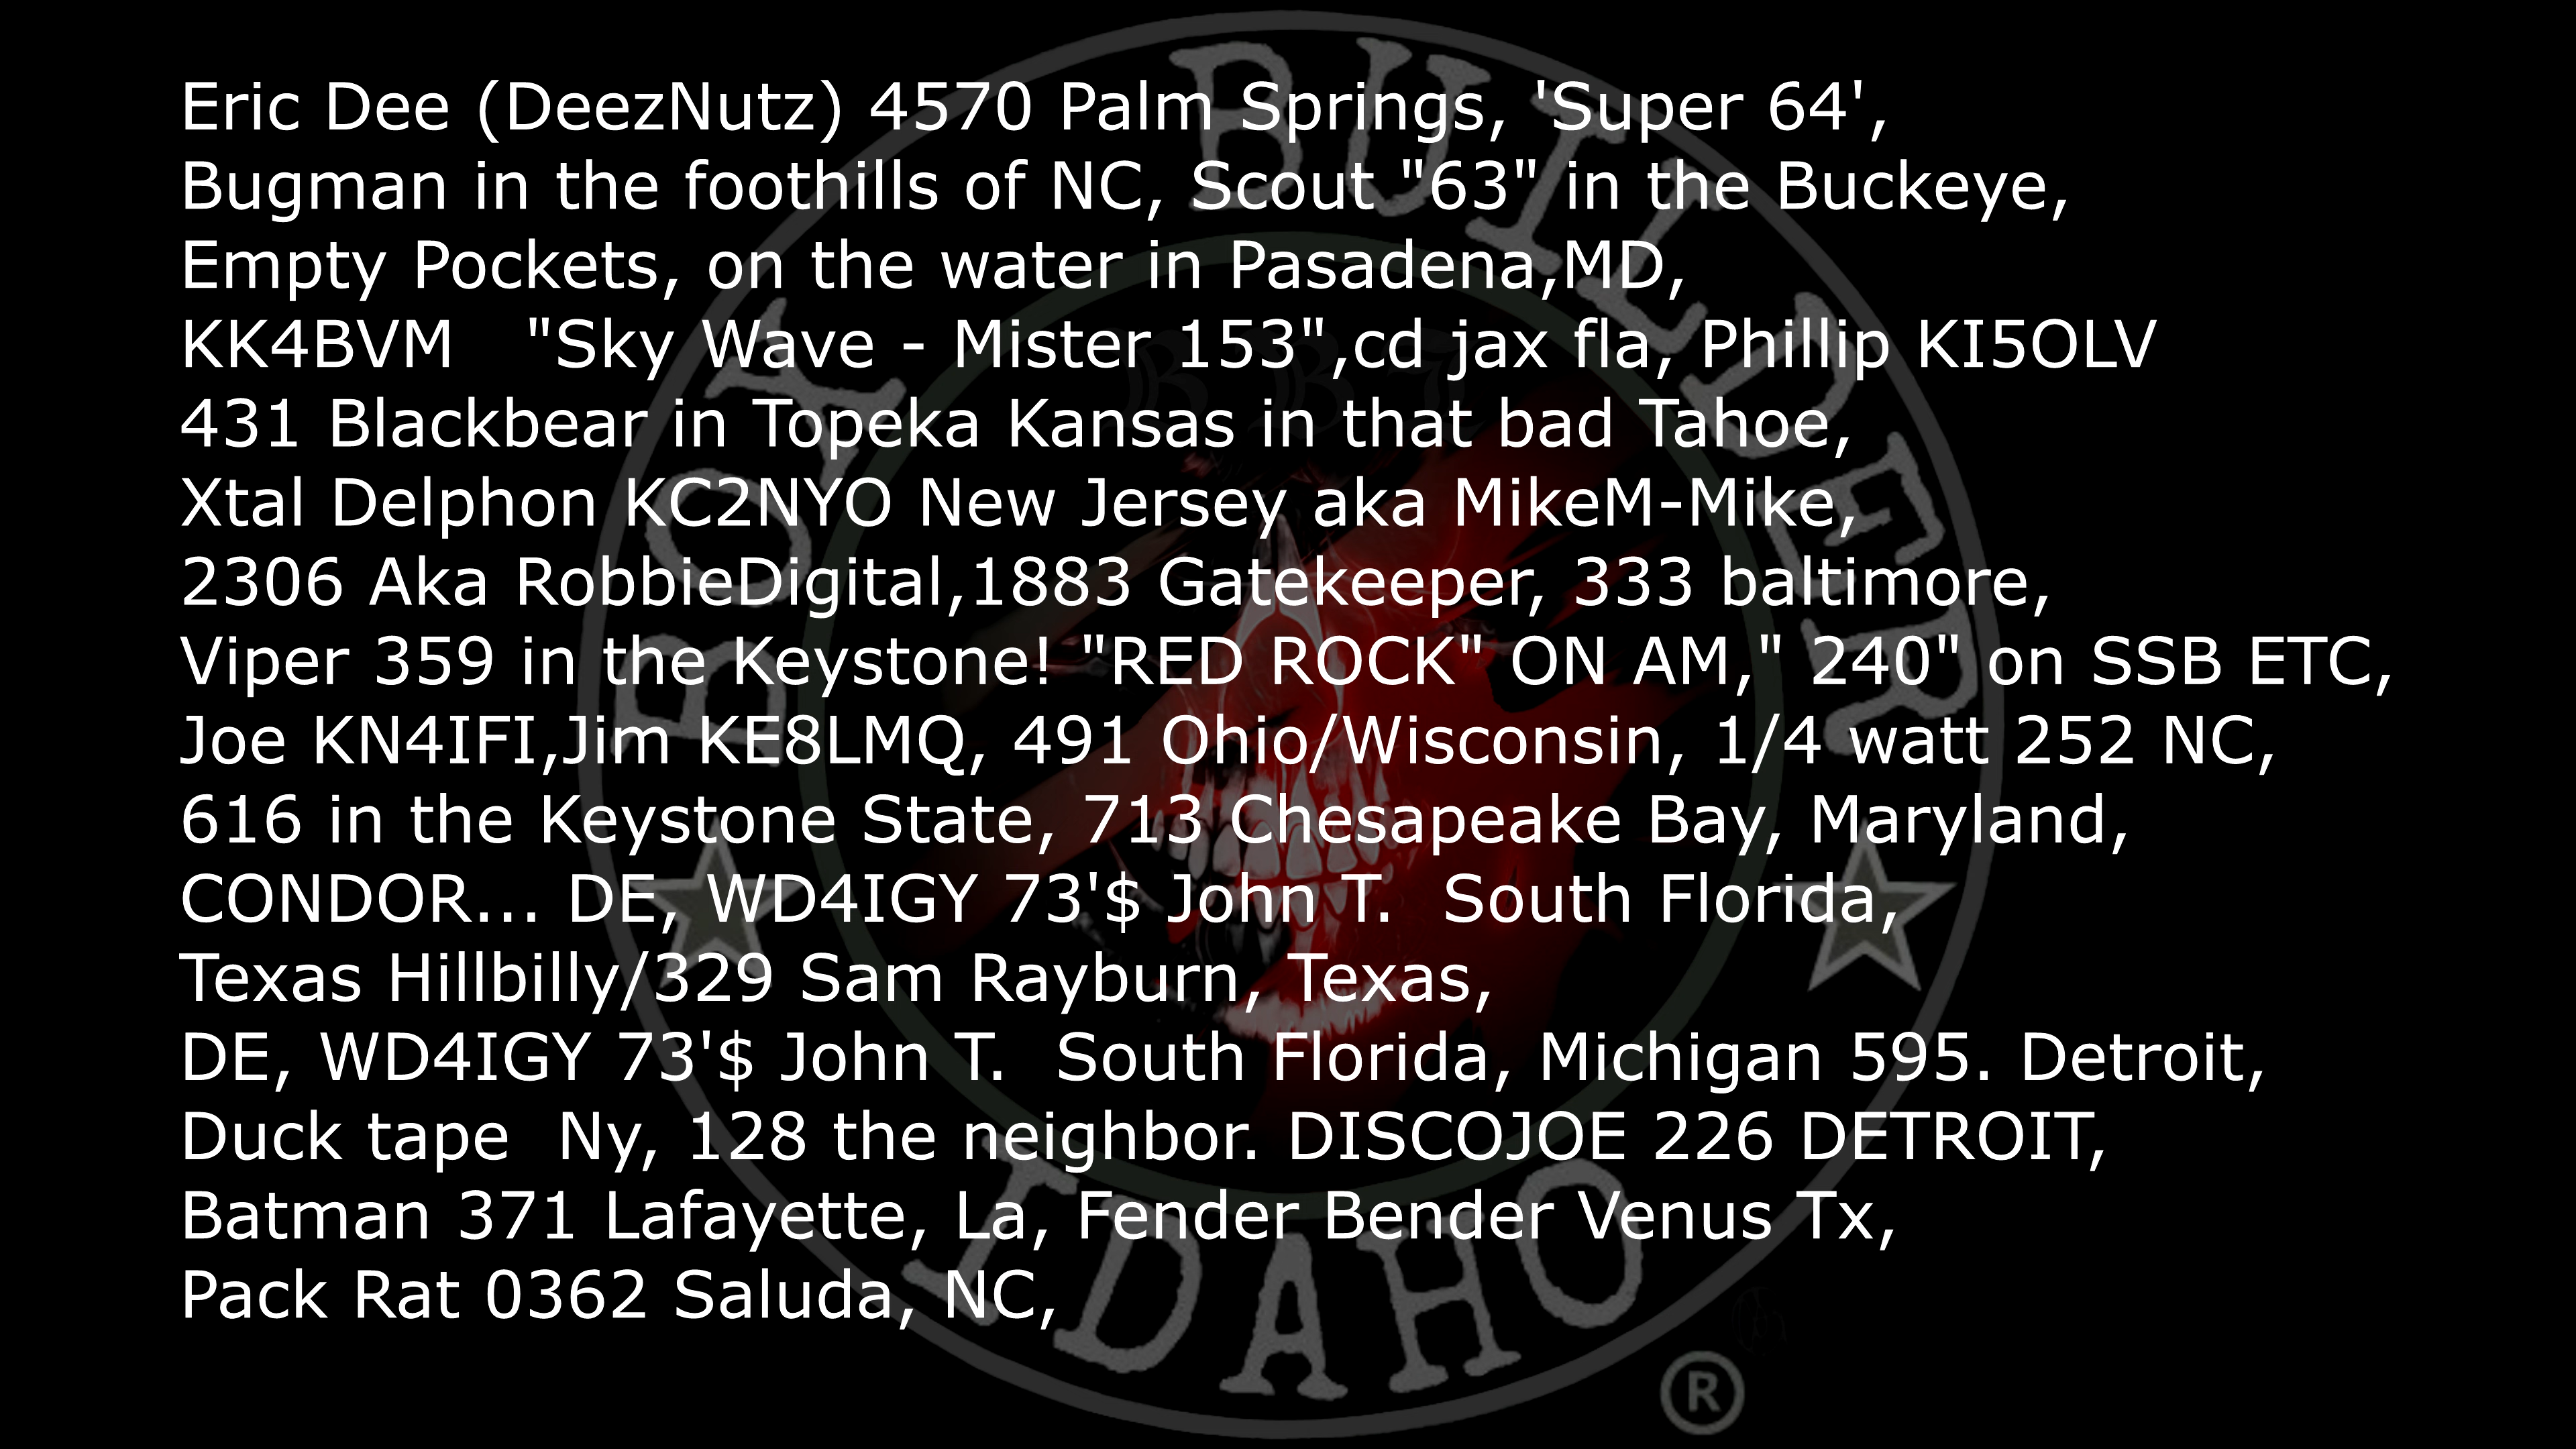 Eric Dee (DeezNutz) 4570 Palm Springs, 'Super 64',
Bugman in the foothills of NC, Scout "63" in the Buckeye,
Empty Pockets, on the water in Pasadena,MD,
KK4BVM   "Sky Wave - Mister 153",cd jax fla, Phillip KI5OLV
431 Blackbear in Topeka Kansas in that bad Tahoe,
Xtal Delphon KC2NYO New Jersey aka MikeM-Mike,
2306 Aka RobbieDigital,1883 Gatekeeper, 333 baltimore,
Viper 359 in the Keystone! "RED ROCK" ON AM," 240" on SSB ETC,
Joe KN4IFI,Jim KE8LMQ, 491 Ohio/Wisconsin, 1/4 watt 252 NC,
616 in the Keystone State, 713 Chesapeake Bay, Maryland,
CONDOR... DE, WD4IGY 73'$ John T.  South Florida,
Texas Hillbilly/329 Sam Rayburn, Texas,
DE, WD4IGY 73'$ John T.  South Florida, Michigan 595. Detroit,
Duck tape  Ny, 128 the neighbor. DISCOJOE 226 DETROIT,
Batman 371 Lafayette, La, Fender Bender Venus Tx,
Pack Rat 0362 Saluda, NC,
BOX BUILDER
IDAHO
®